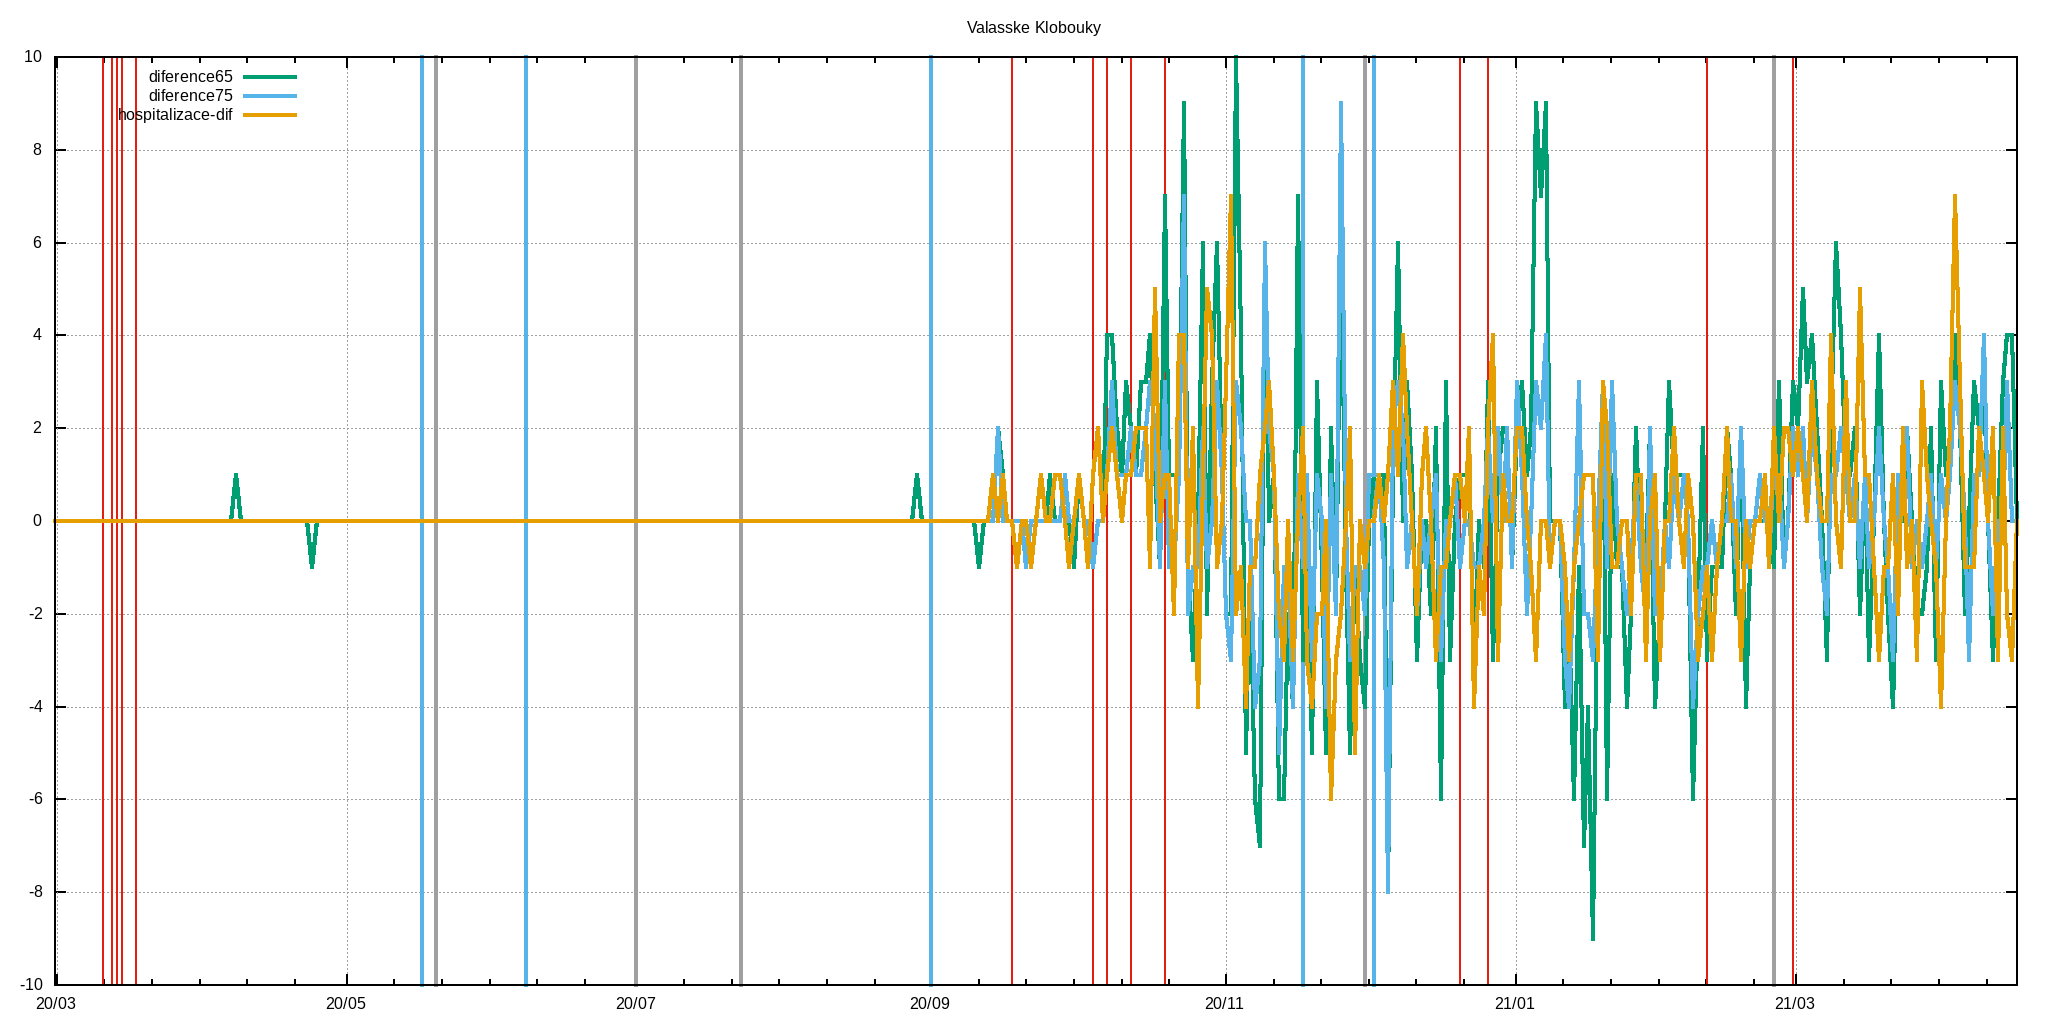 Valasske Klobouky
10
8
6
4
2
0
-2
-4
-6
-8
-10
diference65
diference75
hospitalizace-dif
20/03 20/05 20/07 20/09 20/11 21/01 21/03